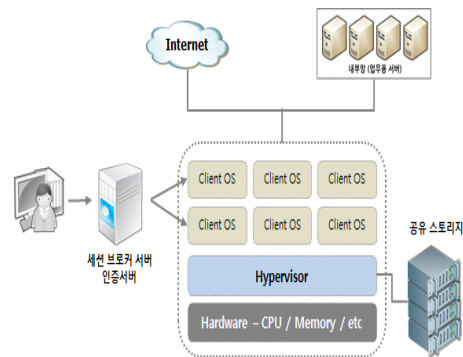 Internet
내부망 (업무용 서버)
Client OS
Client OS
Client OS
Client OS
Client OS
Client OS
세션 브로커 서버
인증서버
공유 스토리지
Hypervisor
Hardware – CPU / Memory / etc